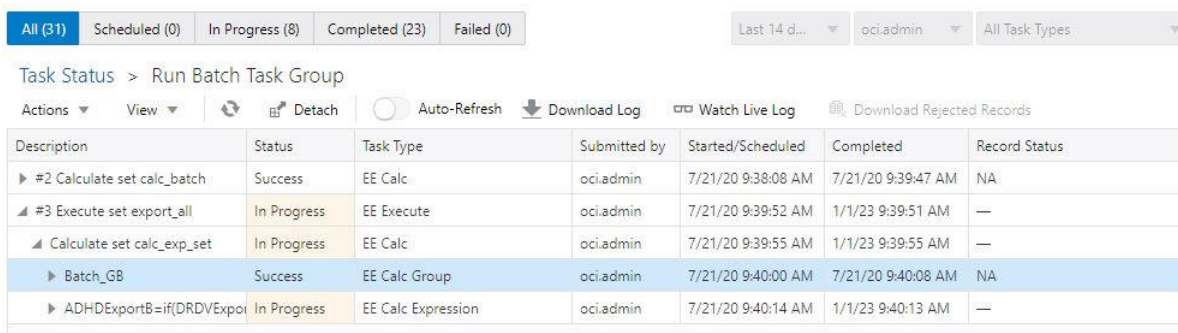 All (31) Scheduled (0) In Progress (8) Completed (23) Failed (0) Last 14 d... oci.admin All Task Types
Task Status > Run Batch Task Group
Actions View Detach Auto-Refresh Download Log Watch Live Log Download Rejected Records
Description Status Task Type Submitted by Started/Scheduled Completed Record Status
#2 Calculate set calc_batch Success EE Calc oci.admin 7/21/20 9:38:08 AM 7/21/20 9:39:47 AM NA
#3 Execute set export_all In Progress EE Execute oci.admin 7/21/20 9:39:52 AM 1/1/23 9:39:51 AM —
Calculate set calc_exp_set In Progress EE Calc oci.admin 7/21/20 9:39:55 AM 1/1/23 9:39:55 AM —
Batch_GB Success EE Calc Group oci.admin 7/21/20 9:40:00 AM 7/21/20 9:40:08 AM NA
ADHDExportB=if(DRDVExpor In Progress EE Calc Expression oci.admin 7/21/20 9:40:14 AM 1/1/23 9:40:13 AM —